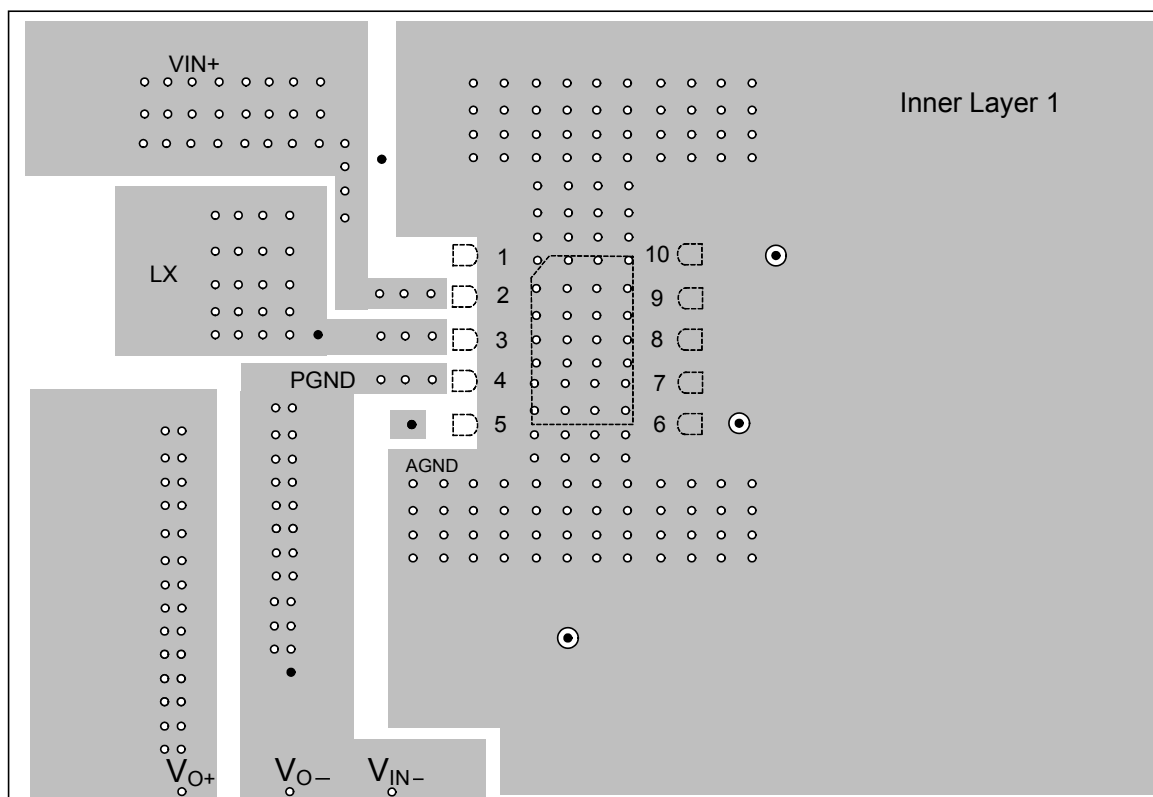 VIN+
Inner Layer 1
1 10
LX
2 9
3 8
PGND 4 7
5 6
AGND
VO+ VO– VIN–